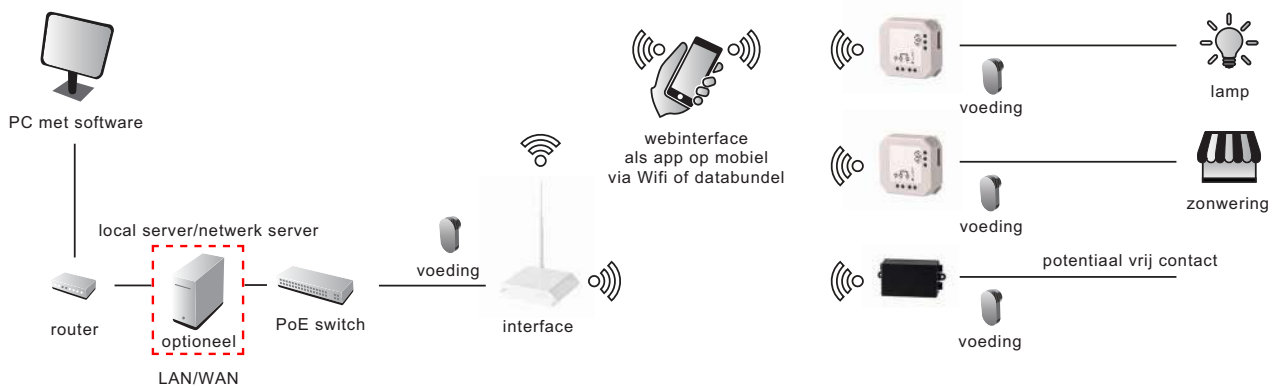 PC met software
local server/netwerk server
router
optioneel
PoE switch
LAN/WAN
voeding
interface
webinterface
als app op mobiel
via Wifi of databundel
voeding
lamp
voeding
zonwering
potentiaal vrij contact
voeding